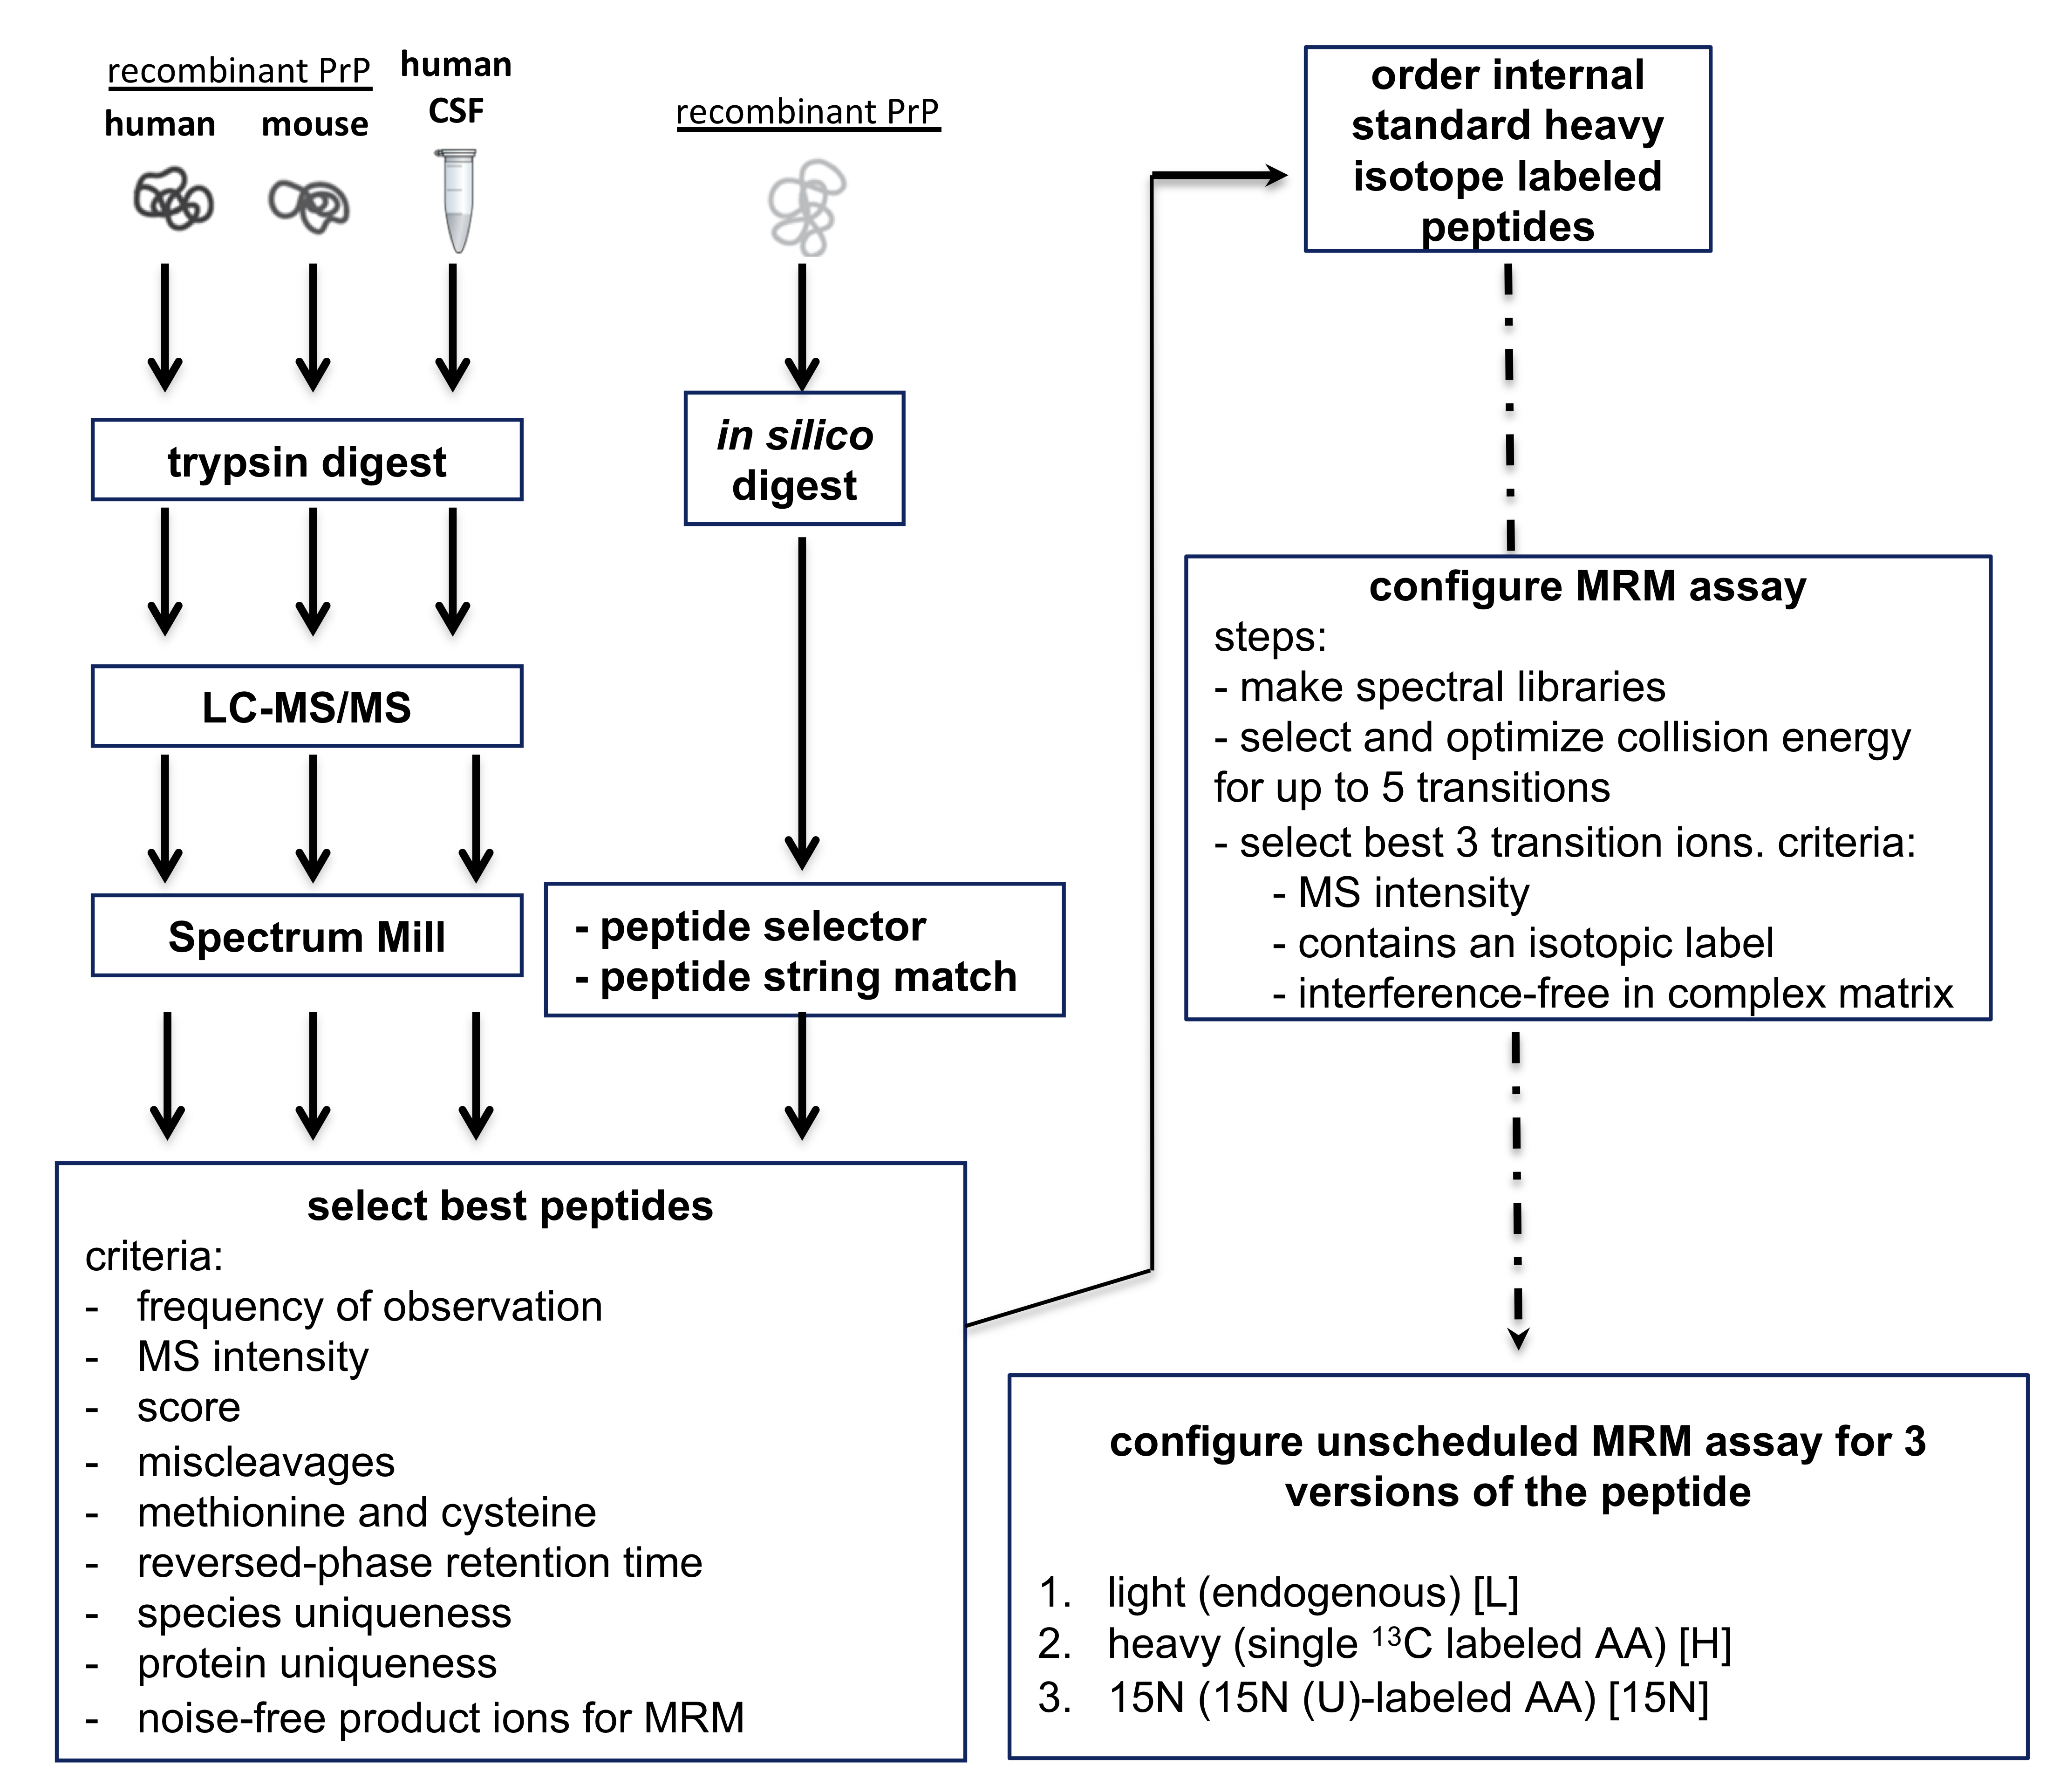 recombinant PrP
human
mouse
human
CSF
recombinant PrP
trypsin digest
in silico
digest
LC-MS/MS
Spectrum Mill
- peptide selector
- peptide string match
select best peptides
criteria:
- frequency of observation
- MS intensity
- score
- miscleavages
- methionine and cysteine
- reversed-phase retention time
- species uniqueness
- protein uniqueness
- noise-free product ions for MRM
order internal
standard heavy
isotope labeled
peptides
configure MRM assay
steps:
- make spectral libraries
- select and optimize collision energy
for up to 5 transitions
- select best 3 transition ions. criteria:
- MS intensity
- contains an isotopic label
- interference-free in complex matrix
configure unscheduled MRM assay for 3
versions of the peptide
1. light (endogenous) [L]
2. heavy (single ¹³C labeled AA) [H]
3. 15N (15N (U)-labeled AA) [15N]